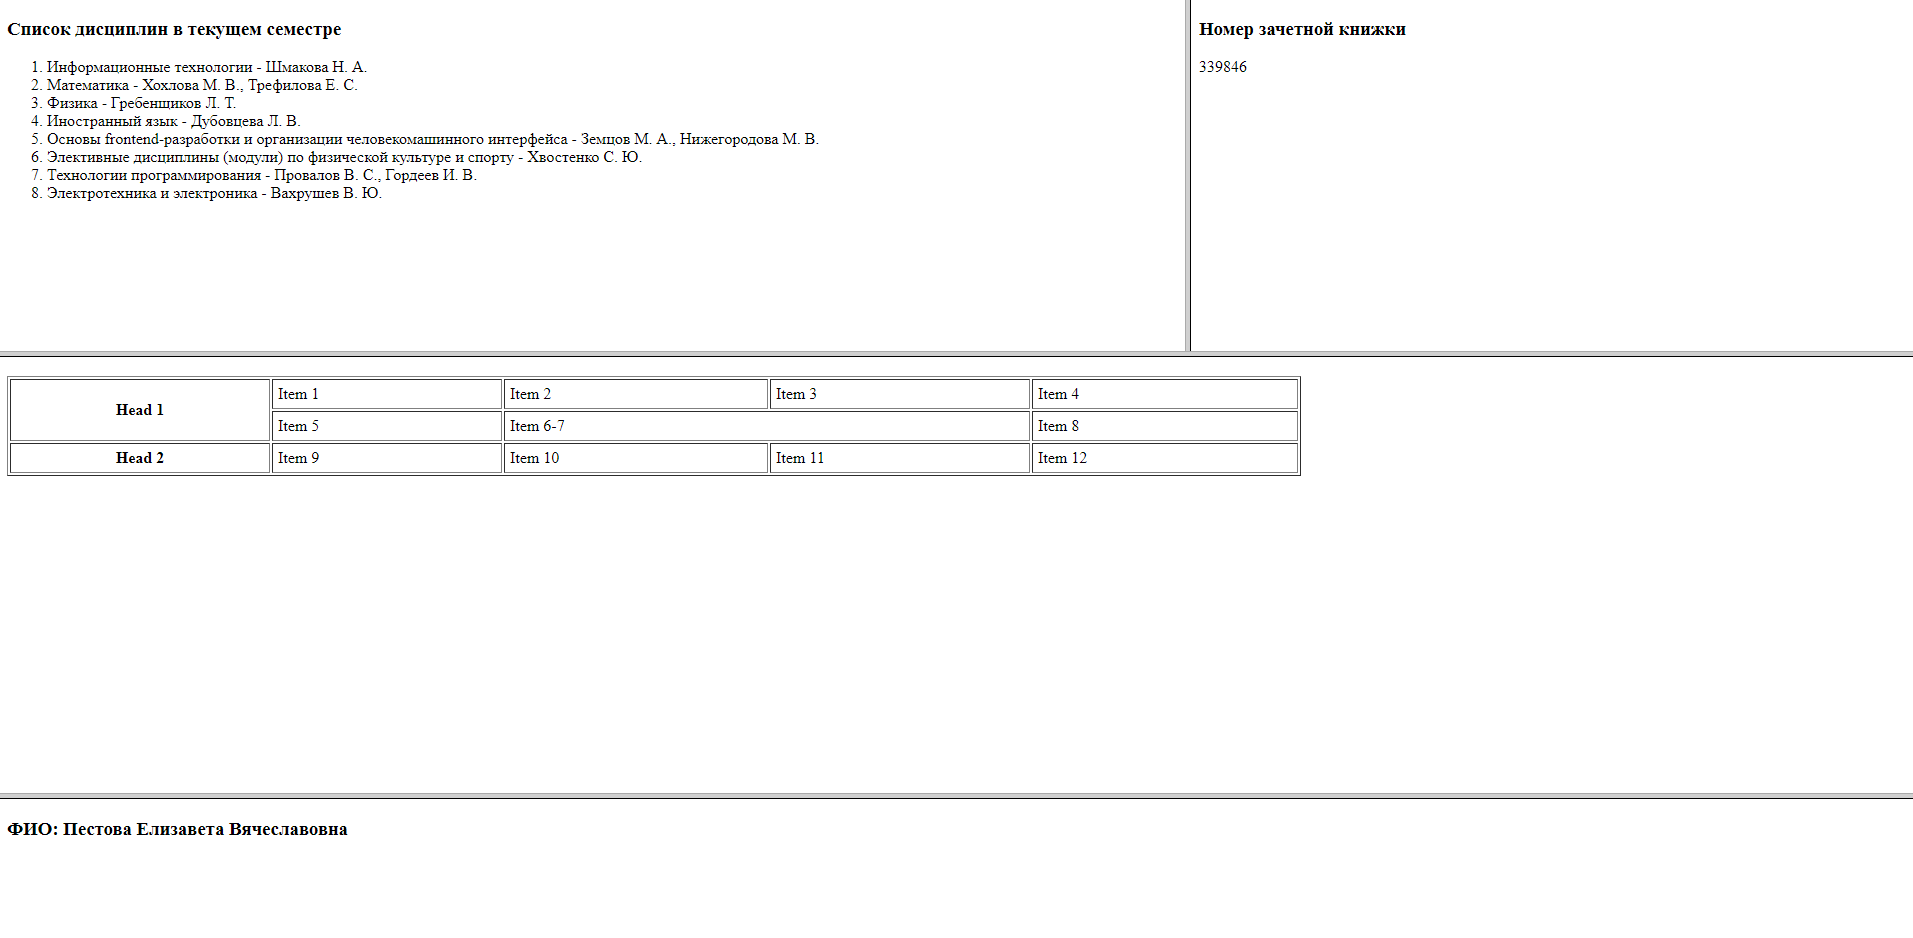 Список дисциплин в текущем семестре
1. Информационные технологии - Шмакова Н. А.
2. Математика - Хохлова М. В., Трефилова Е. С.
3. Физика - Гребенщиков Л. Т.
4. Иностранный язык - Дубовцева Л. В.
5. Основы frontend-разработки и организации человекомашинного интерфейса - Земцов М. А., Нижегородова М. В.
6. Элективные дисциплины (модули) по физической культуре и спорту - Хвостенко С. Ю.
7. Технологии программирования - Провалов В. С., Гордеев И. В.
8. Электротехника и электроника - Вахрушев В. Ю.
Номер зачетной книжки
339846
Head 1 Item 1 Item 2 Item 3 Item 4
Item 5 Item 6-7 Item 8
Head 2 Item 9 Item 10 Item 11 Item 12
ФИО: Пестова Елизавета Вячеславовна